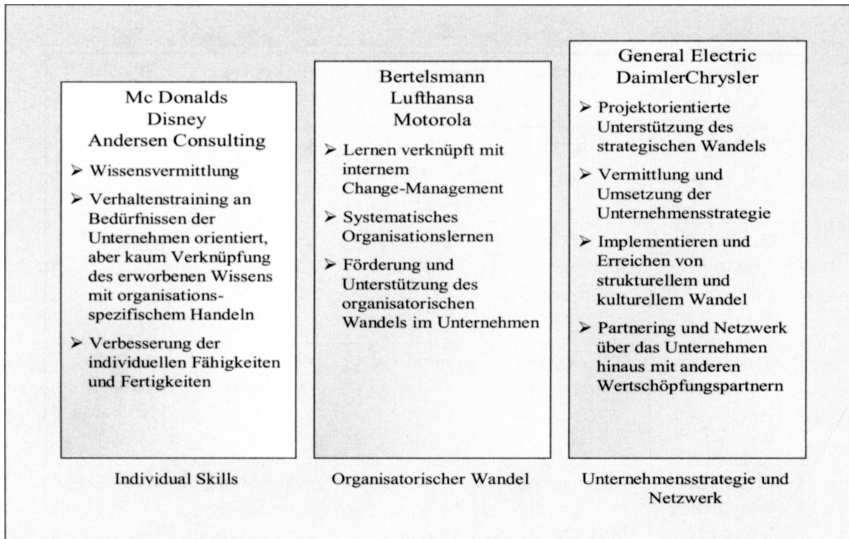 Mc Donalds
Disney
Andersen Consulting
➢ Wissensvermittlung
➢ Verhaltenstraining an
Bedürfnissen der
Unternehmen orientiert,
aber kaum Verknüpfung
des erworbenen Wissens
mit organisations-
spezifischem Handeln
➢ Verbesserung der
individuellen Fähigkeiten
und Fertigkeiten
Individual Skills
Bertelsmann
Lufthansa
Motorola
➢ Lernen verknüpft mit
internem
Change-Management
➢ Systematisches
Organisationslernen
➢ Förderung und
Unterstützung des
organisatorischen
Wandels im Unternehmen
Organisatorischer Wandel
General Electric
DaimlerChrysler
➢ Projektorientierte
Unterstützung des
strategischen Wandels
➢ Vermittlung und
Umsetzung der
Unternehmensstrategie
➢ Implementieren und
Erreichen von
strukturellem und
kulturellem Wandel
➢ Partnering und Netzwerk
über das Unternehmen
hinaus mit anderen
Wertschöpfungspartnern
Unternehmensstrategie und
Netzwerk